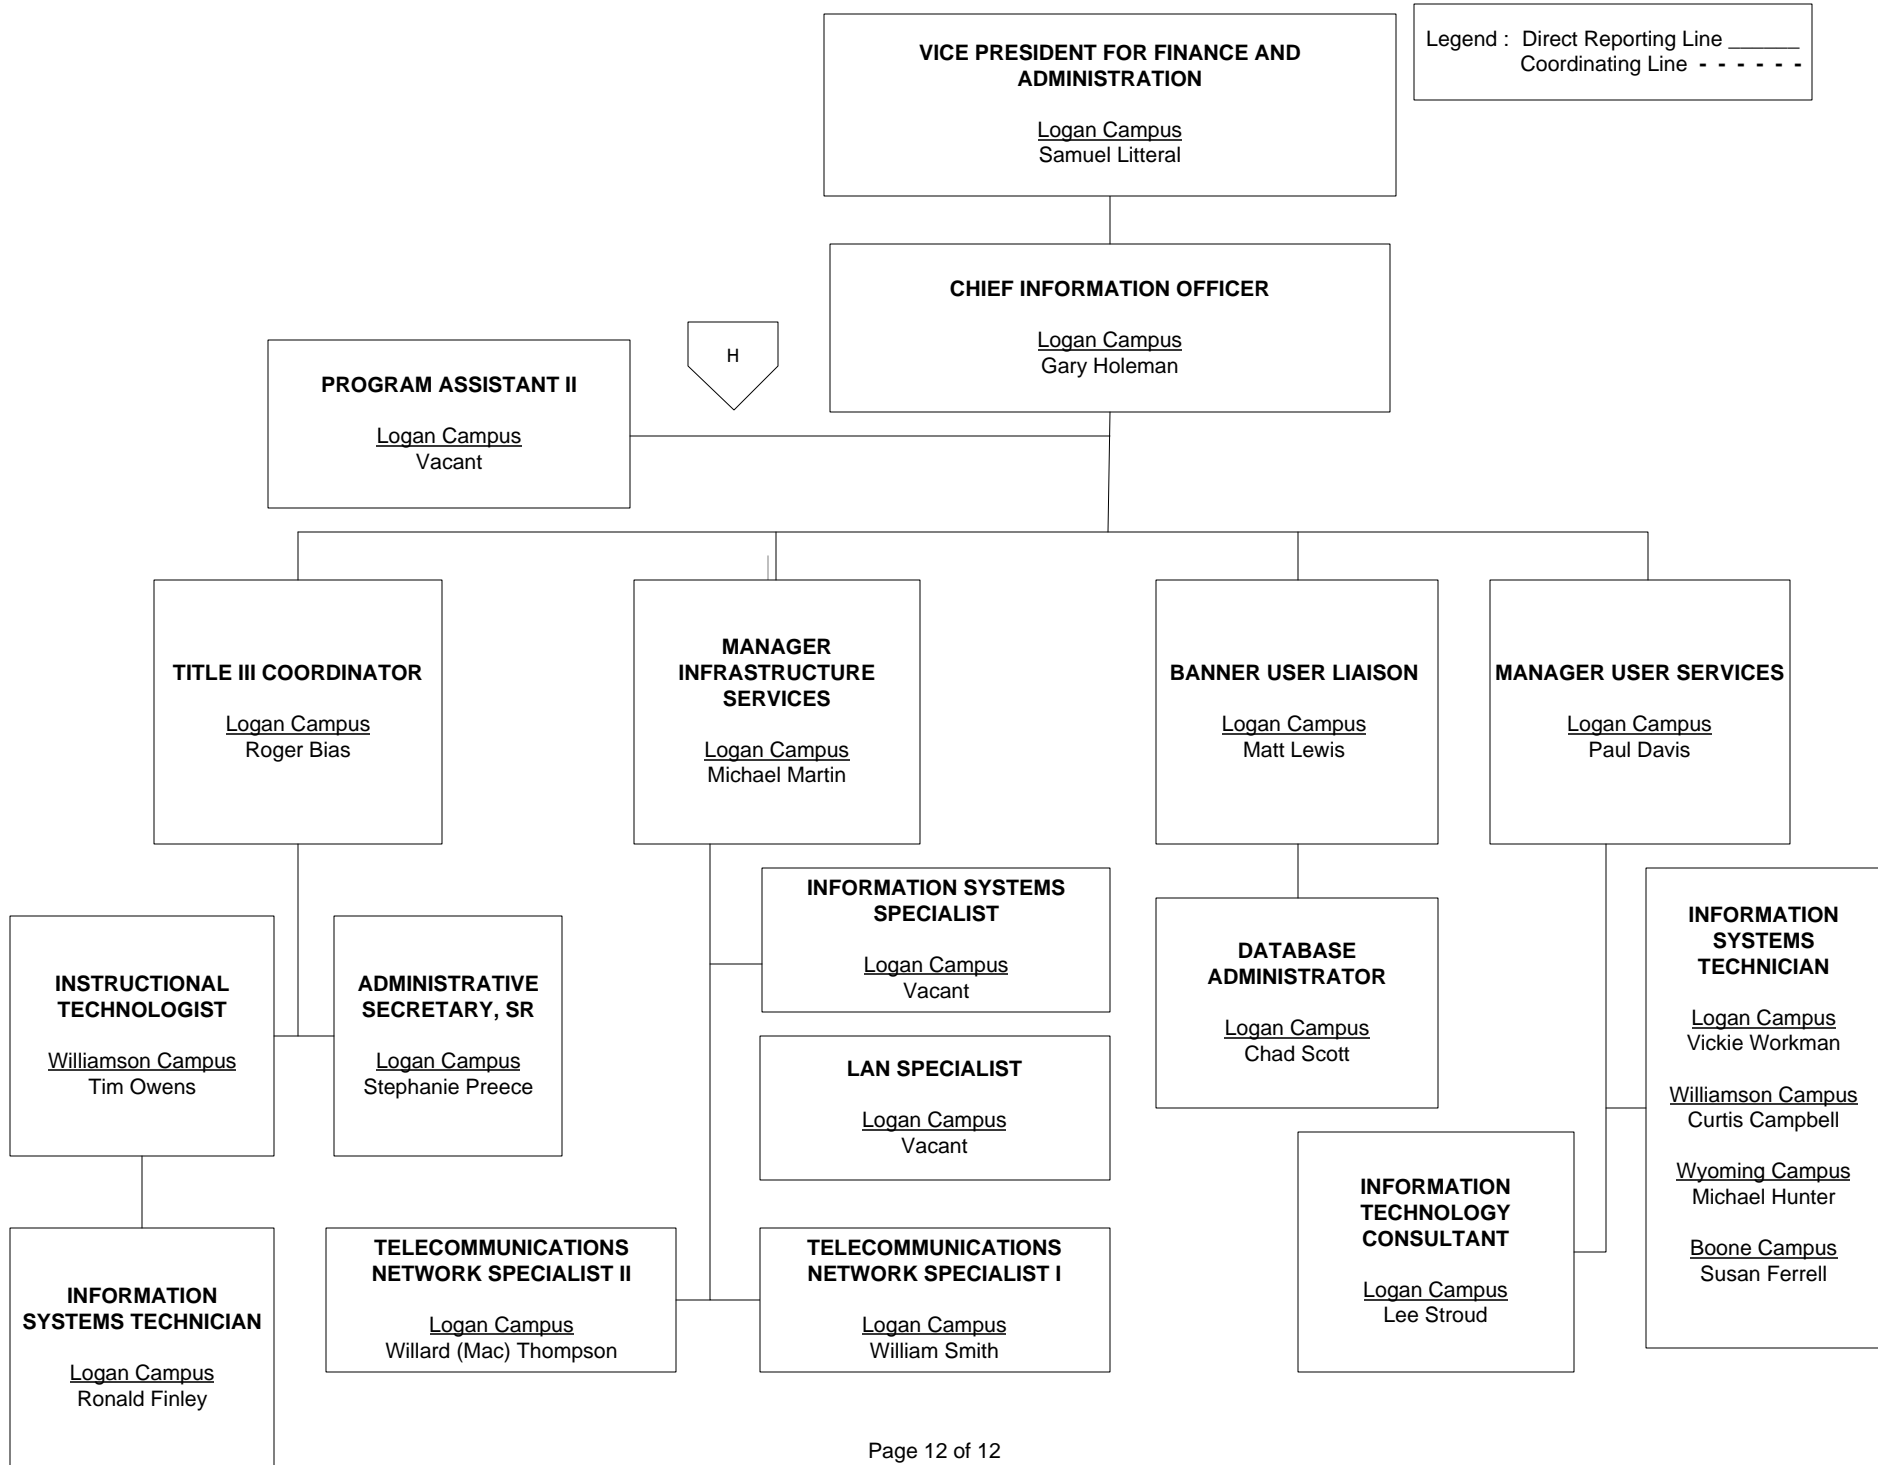 VICE PRESIDENT FOR FINANCE AND
ADMINISTRATION
Logan Campus
Samuel Litteral
Legend : Direct Reporting Line ______
Coordinating Line - - - - - -
CHIEF INFORMATION OFFICER
Logan Campus
Gary Holeman
H
PROGRAM ASSISTANT II
Logan Campus
Vacant
TITLE III COORDINATOR
Logan Campus
Roger Bias
MANAGER
INFRASTRUCTURE
SERVICES
Logan Campus
Michael Martin
BANNER USER LIAISON
Logan Campus
Matt Lewis
MANAGER USER SERVICES
Logan Campus
Paul Davis
INSTRUCTIONAL
TECHNOLOGIST
Williamson Campus
Tim Owens
ADMINISTRATIVE
SECRETARY, SR
Logan Campus
Stephanie Preece
INFORMATION SYSTEMS
SPECIALIST
Logan Campus
Vacant
LAN SPECIALIST
Logan Campus
Vacant
DATABASE
ADMINISTRATOR
Logan Campus
Chad Scott
INFORMATION
SYSTEMS
TECHNICIAN
Logan Campus
Vickie Workman
Williamson Campus
Curtis Campbell
Wyoming Campus
Michael Hunter
Boone Campus
Susan Ferrell
INFORMATION
TECHNOLOGY
CONSULTANT
Logan Campus
Lee Stroud
INFORMATION
SYSTEMS TECHNICIAN
Logan Campus
Ronald Finley
TELECOMMUNICATIONS
NETWORK SPECIALIST II
Logan Campus
Willard (Mac) Thompson
TELECOMMUNICATIONS
NETWORK SPECIALIST I
Logan Campus
William Smith
Page 12 of 12